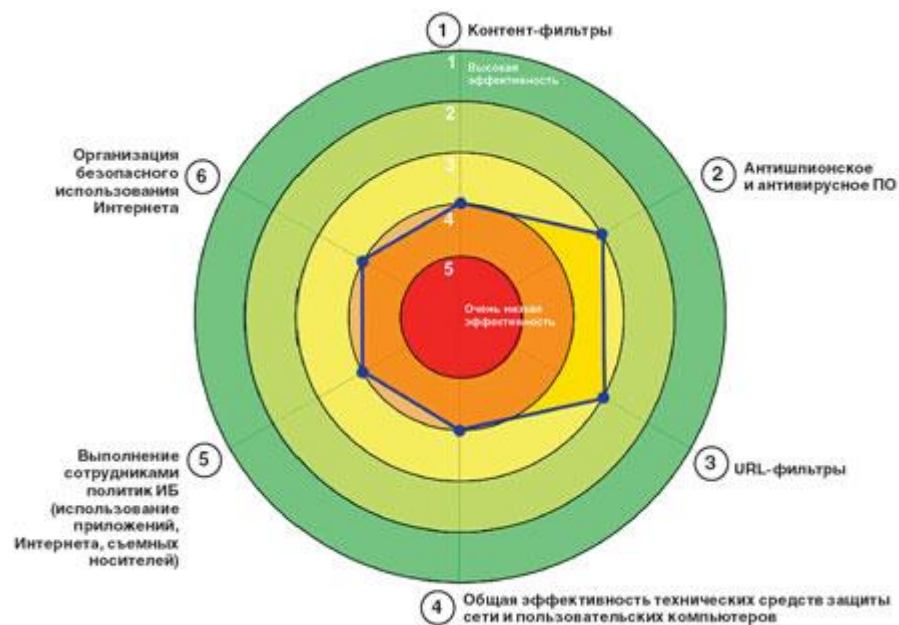 1 Контент-фильтры
1
Высокая
эффективность
2
3
4
5
Очень низкая
эффективность
2 Антишпионское
и антивирусное ПО
3 URL-фильтры
4 Общая эффективность технических средств защиты
сети и пользовательских компьютеров
5 Выполнение
сотрудниками
политик ИБ
(использование
приложений,
Интернета, съемных
носителей)
6 Организация
безопасного
использования
Интернета